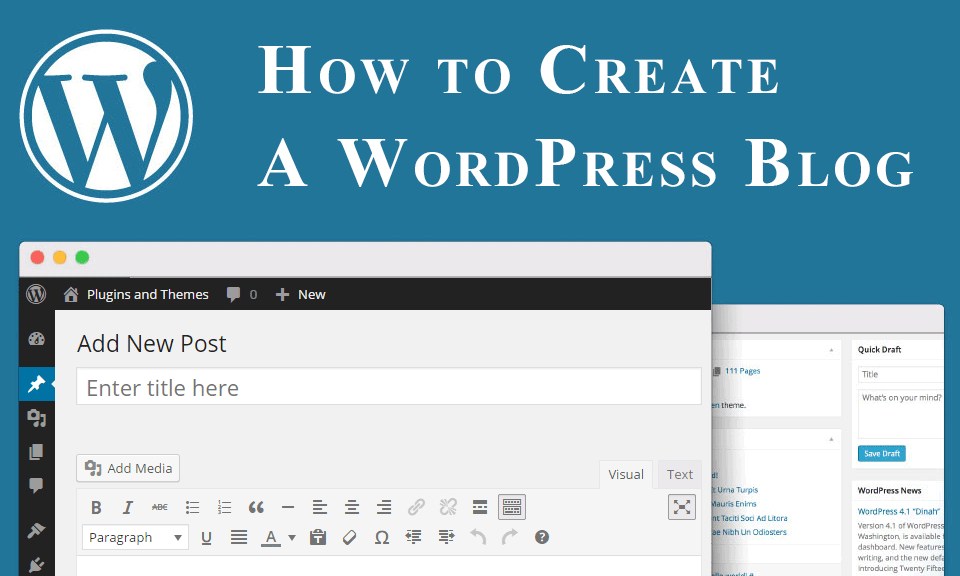 How to Create
A WordPress Blog
Plugins and Themes 0 New
Add New Post
Enter title here
Add Media
Visual Text
B I ABC
Paragraph U A Ω ?
111 Pages
theme.
Urna Turpis
Mauris Enims
nt Taciti Soci Ad Litora
ae Nibh Un Odiosters
Quick Draft
Title
What's on your mind?
Save Draft
WordPress News
WordPress 4.1 "Dinah"
Version 4.1 of WordPress
Washington, is available
dashboard. New features
writing, and the new defa
introducing Twenty Fifteen